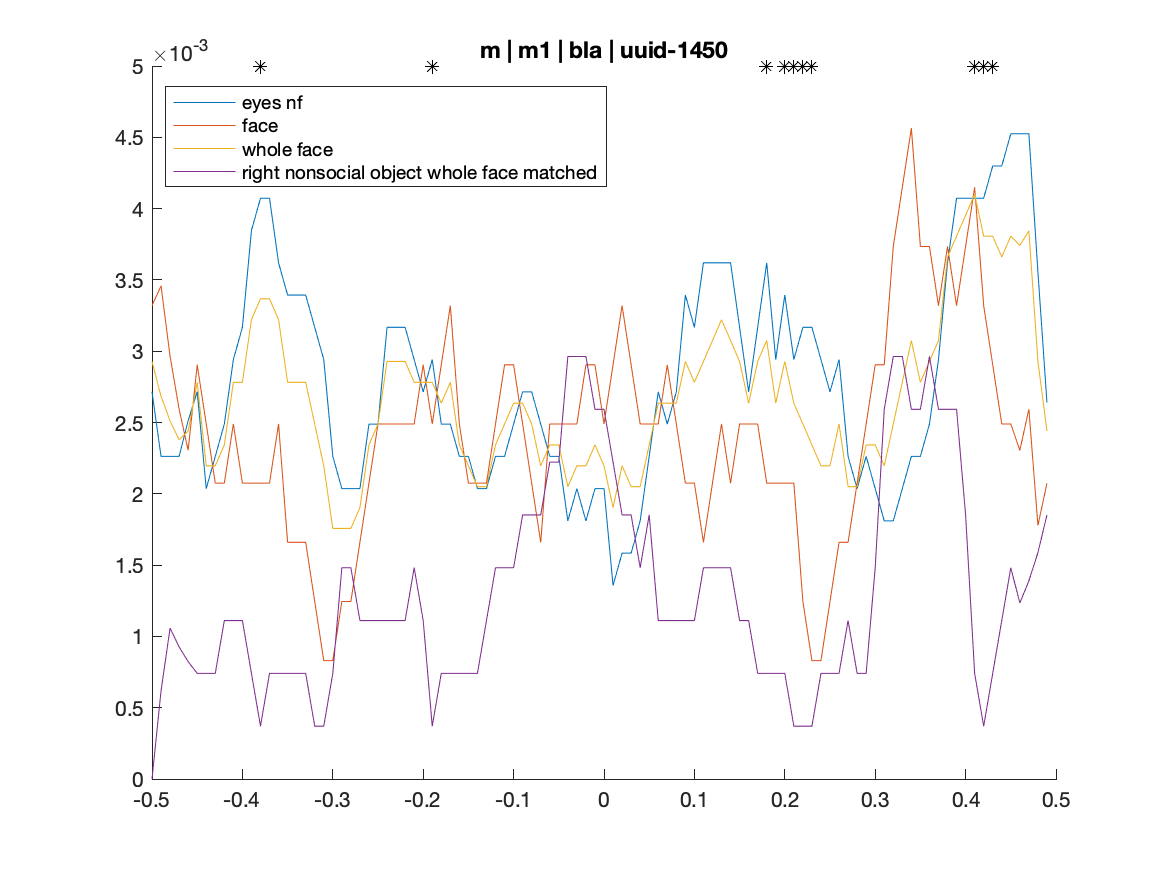 ×10-3
m | m1 | bla | uuid-1450
5
4.5
4
3.5
3
2.5
2
1.5
1
0.5
0
eyes nf
face
whole face
right nonsocial object whole face matched
-0.5 -0.4 -0.3 -0.2 -0.1 0 0.1 0.2 0.3 0.4 0.5